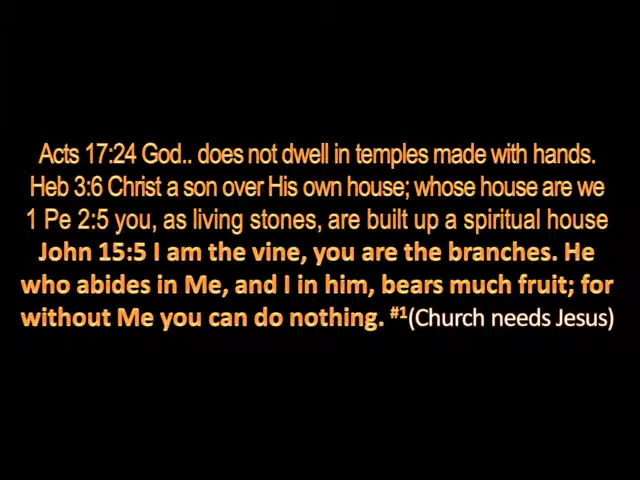 Acts 17:24 God.. does not dwell in temples made with hands.
Heb 3:6 Christ a son over His own house; whose house are we
1 Pe 2:5 you, as living stones, are built up a spiritual house
John 15:5 I am the vine, you are the branches. He
who abides in Me, and I in him, bears much fruit; for
without Me you can do nothing. #1(Church needs Jesus)